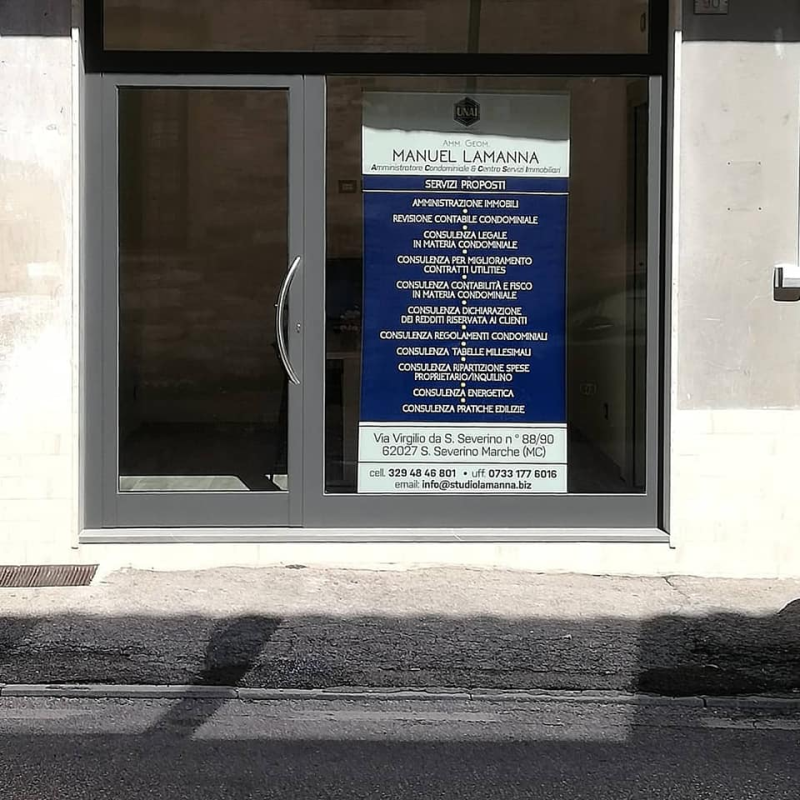 90
UNAI
Amm. Geom.
MANUEL LAMANNA
Amministratore Condominiale & Centro Servizi Immobiliari
SERVIZI PROPOSTI
AMMINISTRAZIONE IMMOBILI
REVISIONE CONTABILE CONDOMINIALE
CONSULENZA LEGALE
IN MATERIA CONDOMINIALE
CONSULENZA PER MIGLIORAMENTO
CONTRATTI UTILITIES
CONSULENZA CONTABILITÀ E FISCO
IN MATERIA CONDOMINIALE
CONSULENZA DICHIARAZIONE
DEI REDDITI RISERVATA AI CLIENTI
CONSULENZA REGOLAMENTI CONDOMINIALI
CONSULENZA TABELLE MILLESIMALI
CONSULENZA RIPARTIZIONE SPESE
PROPRIETARIO/INQUILINO
CONSULENZA ENERGETICA
CONSULENZA PRATICHE EDILIZIE
Via Virgilio da S. Severino n° 88/90
62027 S. Severino Marche (MC)
cell. 329 48 46 801 • uff. 0733 177 6016
email: info@studiolamanna.biz